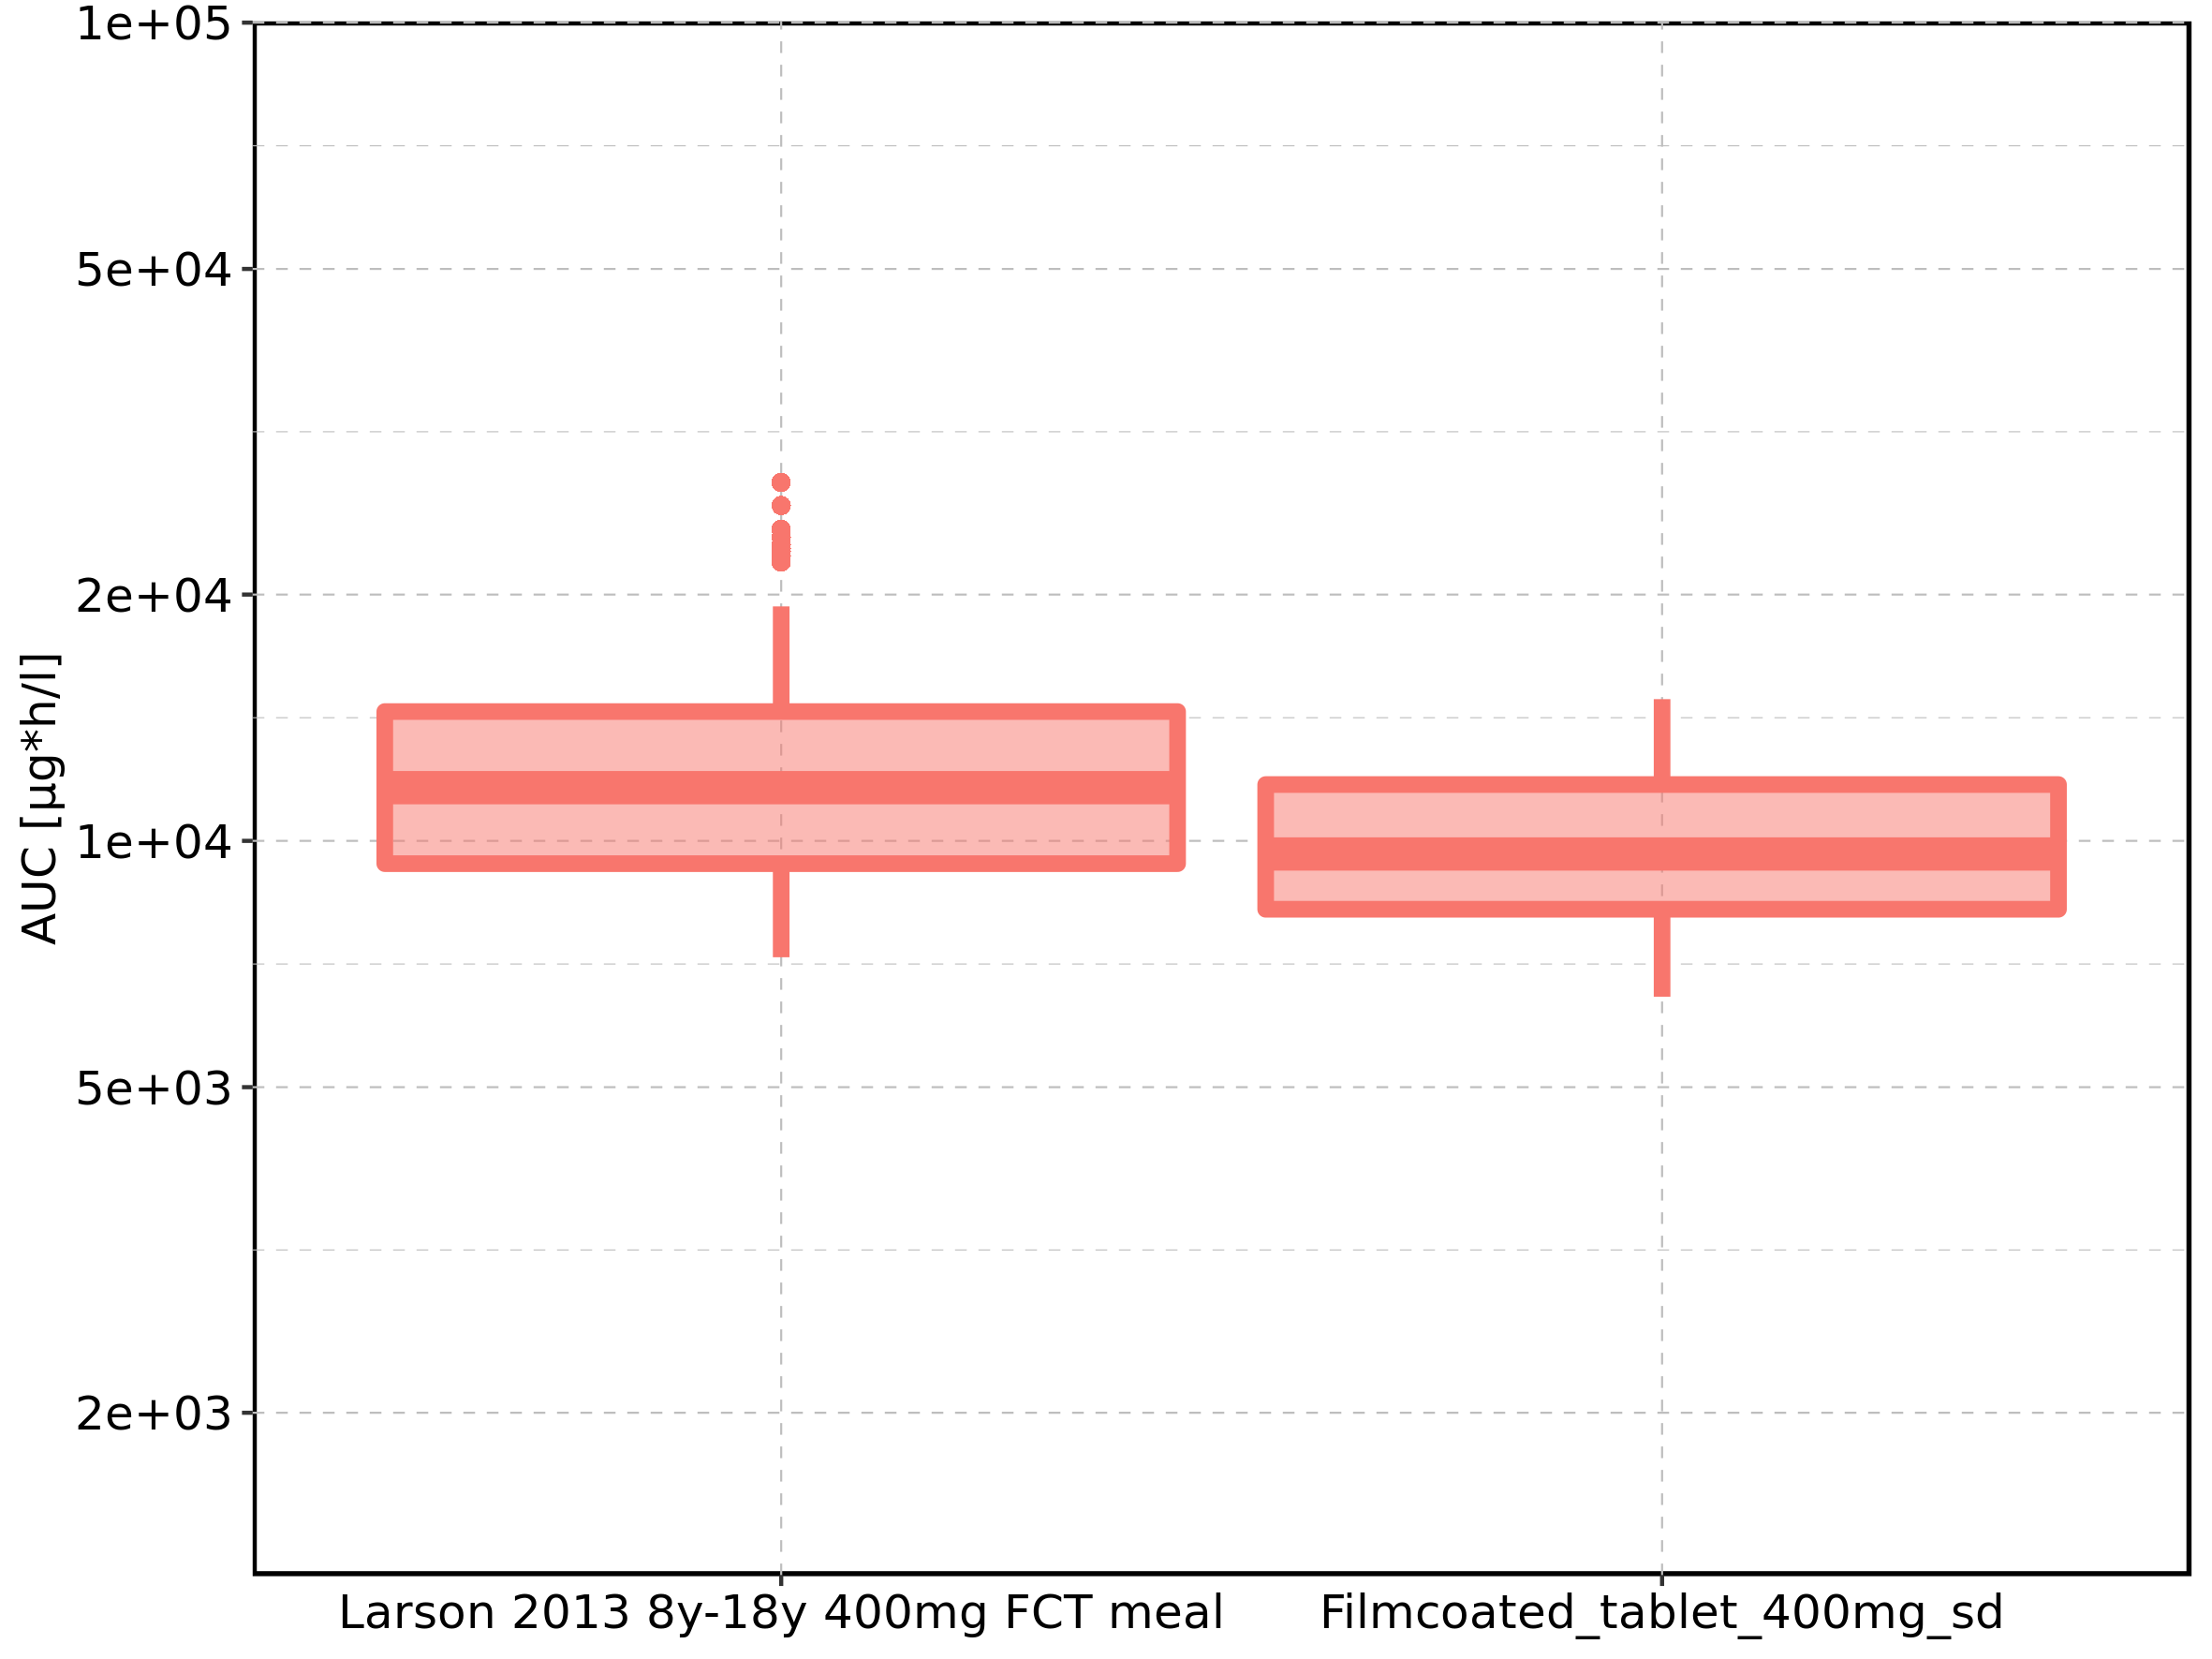 1e+05
5e+04
2e+04
1e+04
5e+03
2e+03
AUC [µg*h/l]
Larson 2013 8y-18y 400mg FCT meal
Filmcoated_tablet_400mg_sd